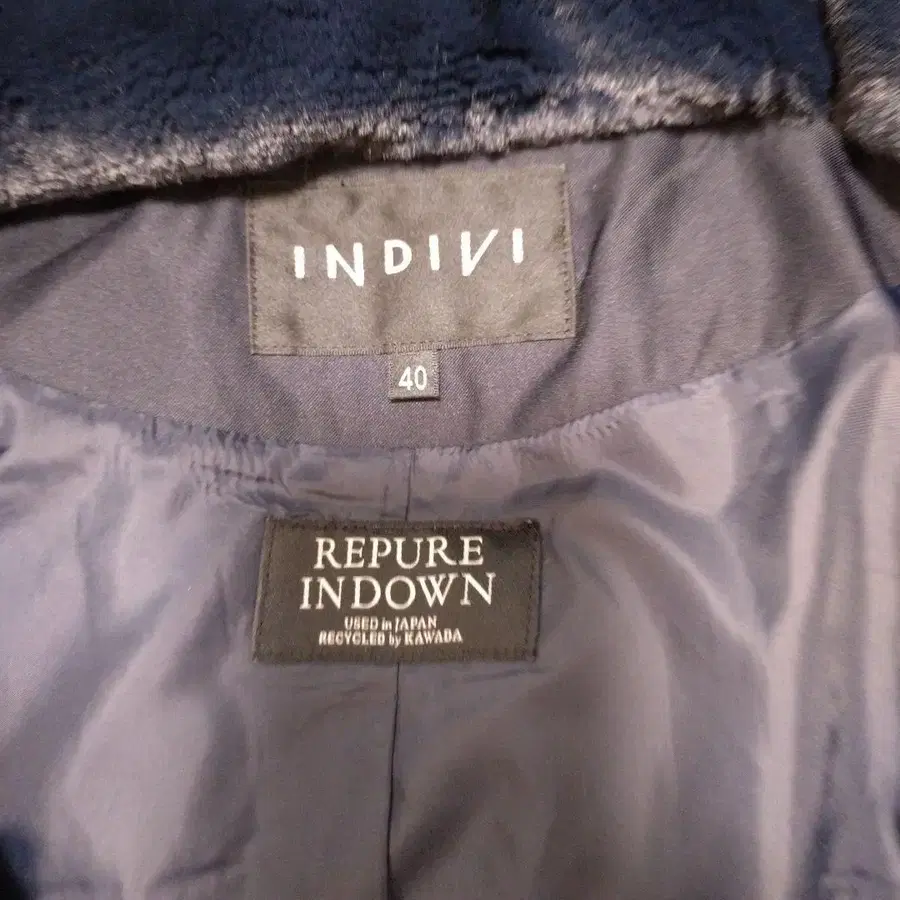 INDIVI
40
REPURE
INDOWN
USED in JAPAN
RECYCLED by KAWADA